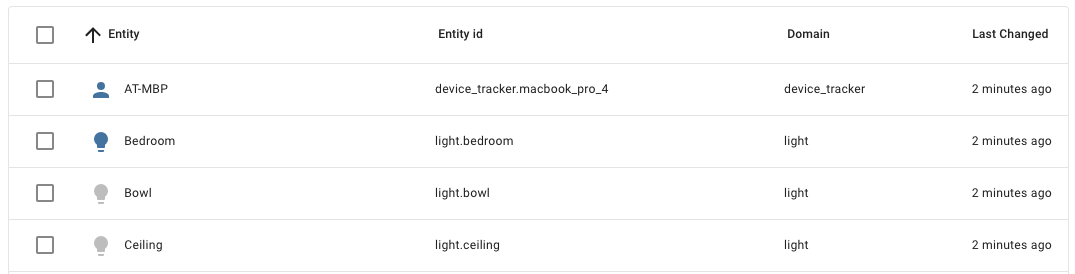 Entity Entity id Domain Last Changed
AT-MBP device_tracker.macbook_pro_4 device_tracker 2 minutes ago
Bedroom light.bedroom light 2 minutes ago
Bowl light.bowl light 2 minutes ago
Ceiling light.ceiling light 2 minutes ago